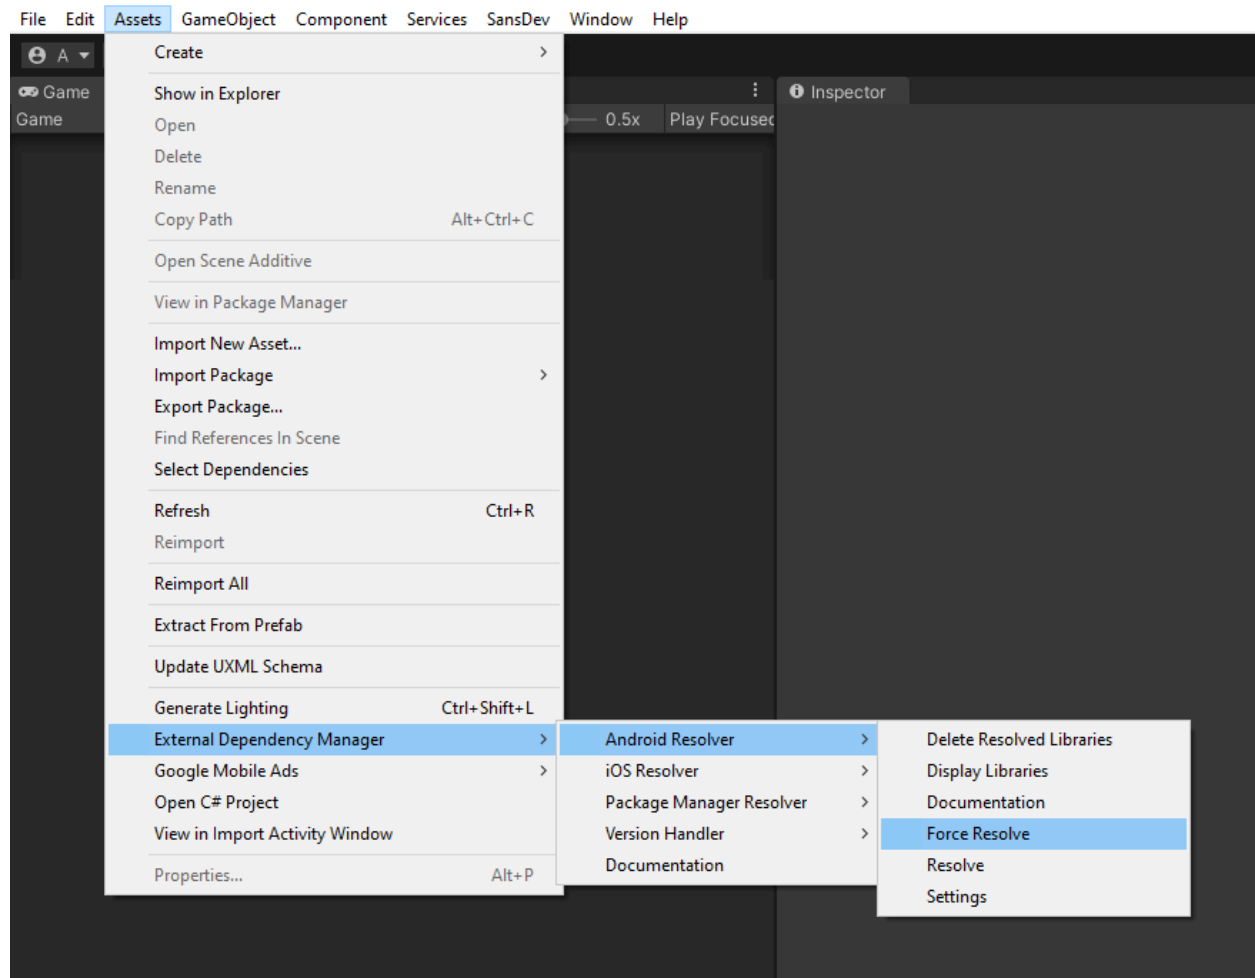 File Edit Assets GameObject Component Services SansDev Window Help
A
Game
Game
0.5x Play Focused
Inspector
Create
Show in Explorer
Open
Delete
Rename
Copy Path Alt+Ctrl+C
Open Scene Additive
View in Package Manager
Import New Asset...
Import Package
Export Package...
Find References In Scene
Select Dependencies
Refresh Ctrl+R
Reimport
Reimport All
Extract From Prefab
Update UXML Schema
Generate Lighting Ctrl+Shift+L
External Dependency Manager
Google Mobile Ads
Open C# Project
View in Import Activity Window
Properties... Alt+P
Android Resolver
iOS Resolver
Package Manager Resolver
Version Handler
Documentation
Delete Resolved Libraries
Display Libraries
Documentation
Force Resolve
Resolve
Settings